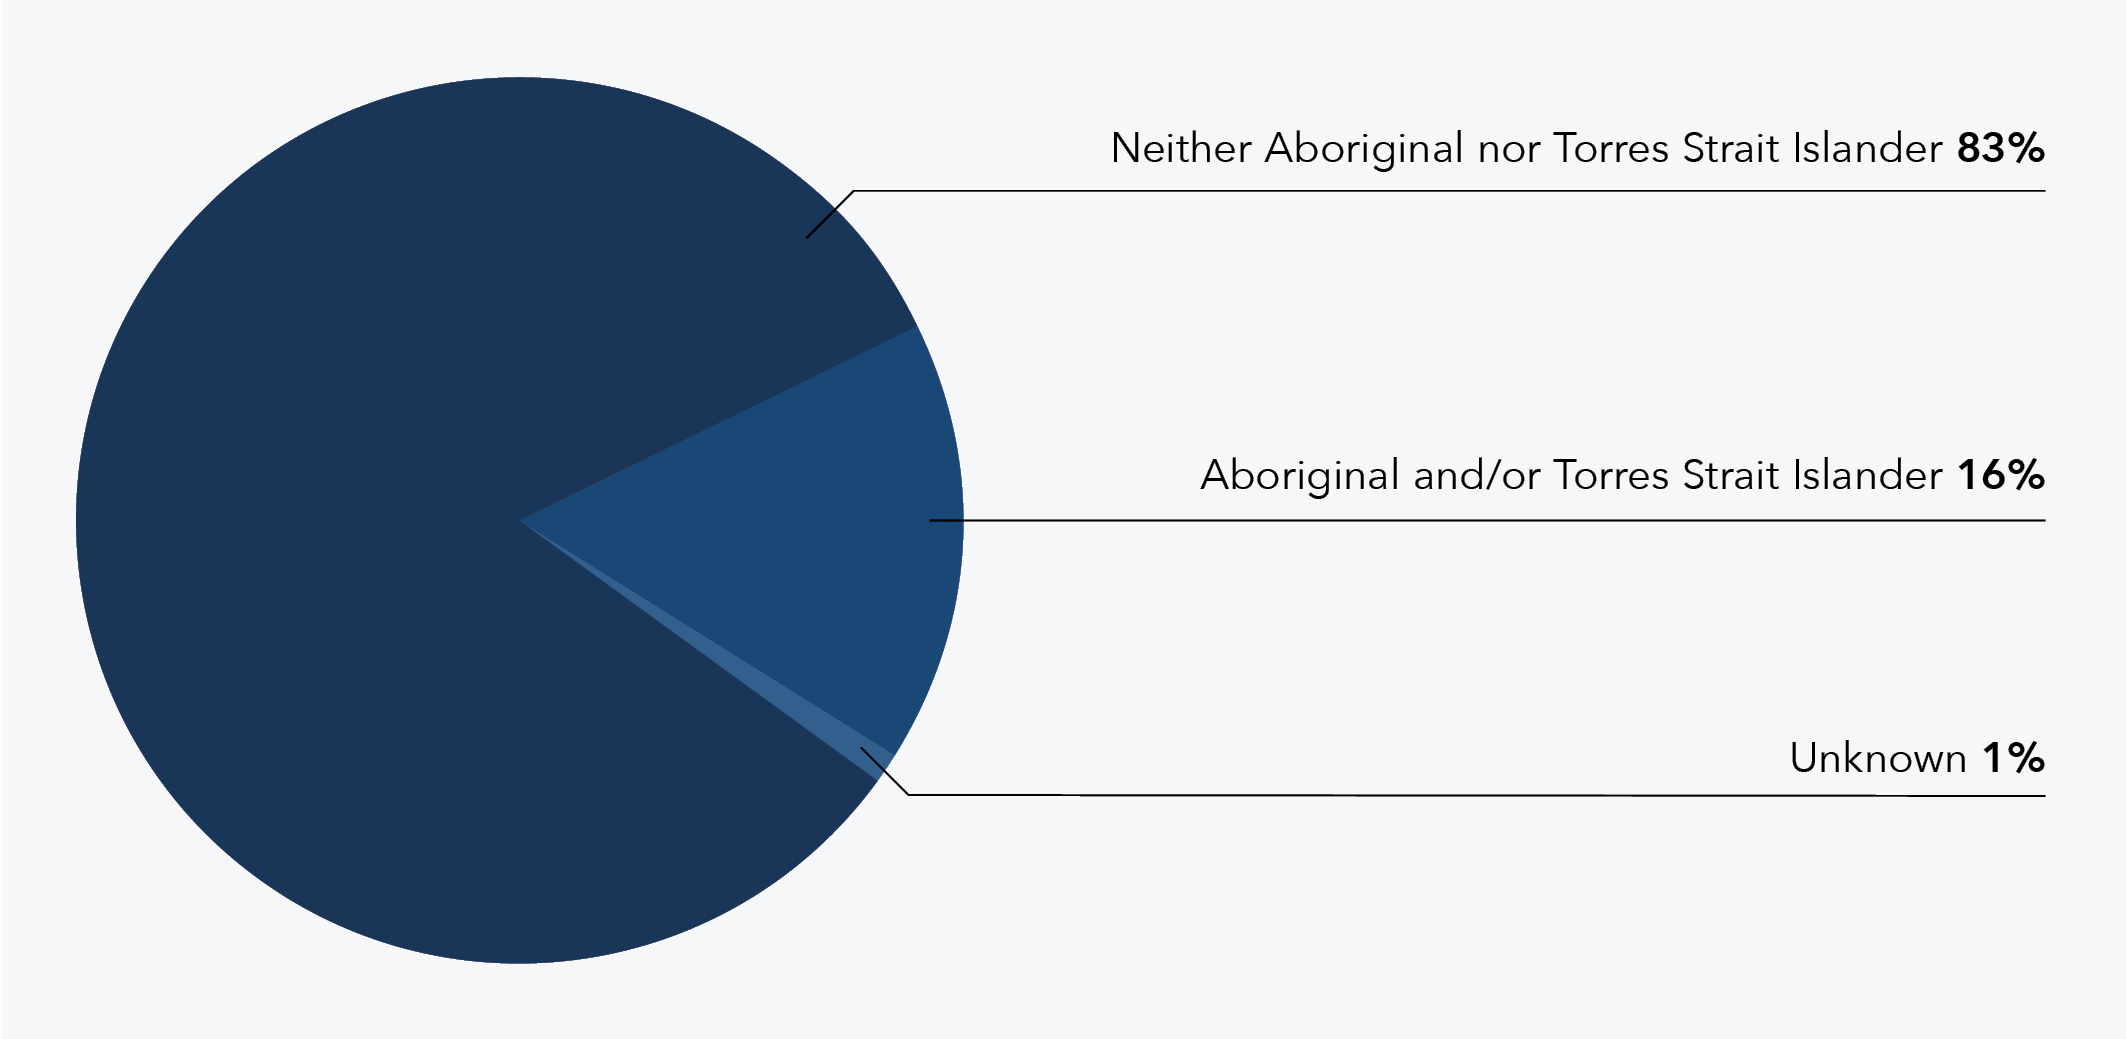 Neither Aboriginal nor Torres Strait Islander 83%
Aboriginal and/or Torres Strait Islander 16%
Unknown 1%